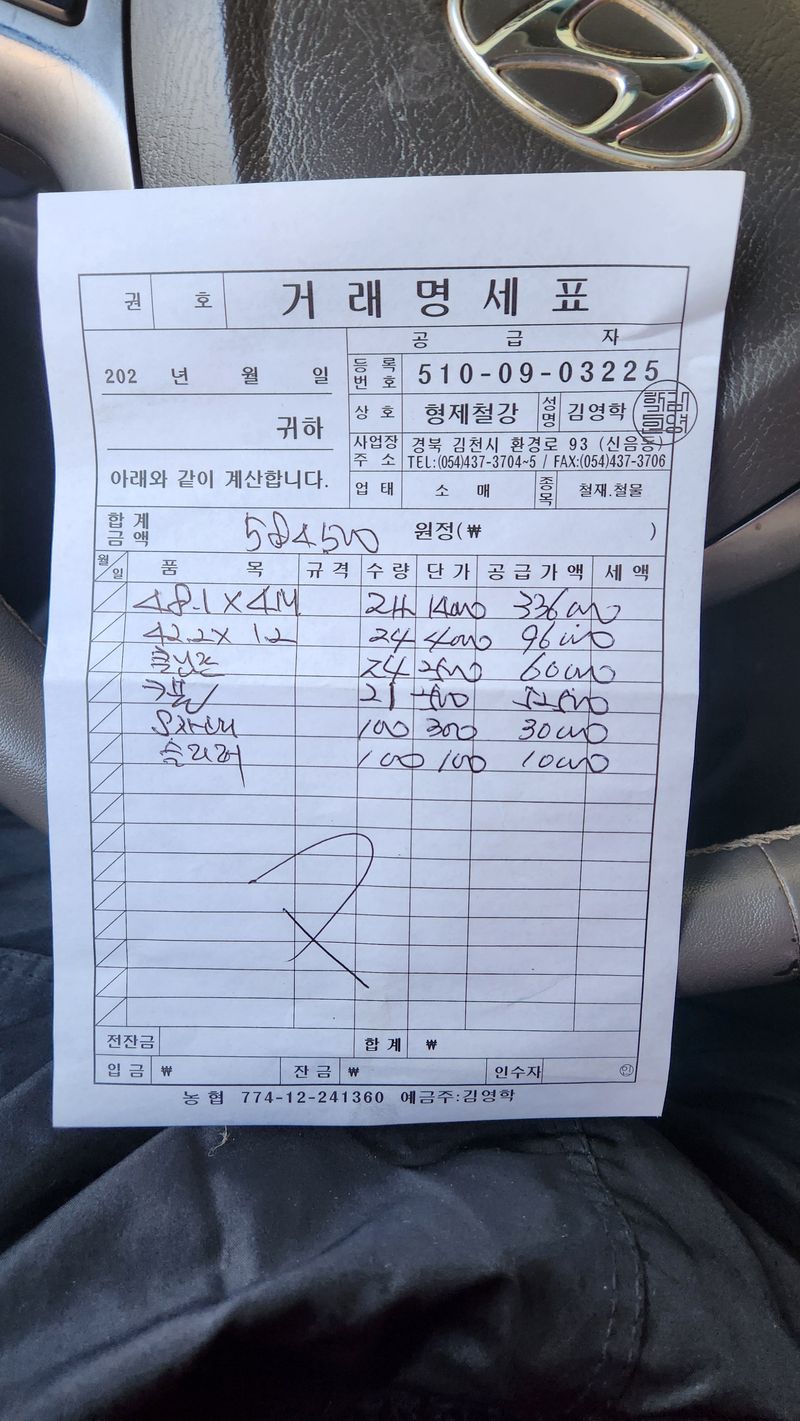 권 호 거래명세표
공급자
202 년 월 일
등록번호 510-09-03225
귀하
상호 형제철강 성명 김영학
사업장주소 경북 김천시 환경로 93 (신음동)
TEL:(054)437-3704~5 / FAX:(054)437-3706
아래와 같이 계산합니다.
업태 소매 종목 철재.철물
합계금액 584500 원정(₩ )
월일 품목 규격 수량 단가 공급가액 세액
48.1 X 4M 24 14000 336000
42.2 X 1.2 24 4000 96000
24 2500 60000
21 2500 52500
100 300 30000
100 100 10000
전잔금 합계 ₩
입금 ₩ 잔금 ₩ 인수자 인
농협 774-12-241360 예금주:김영학